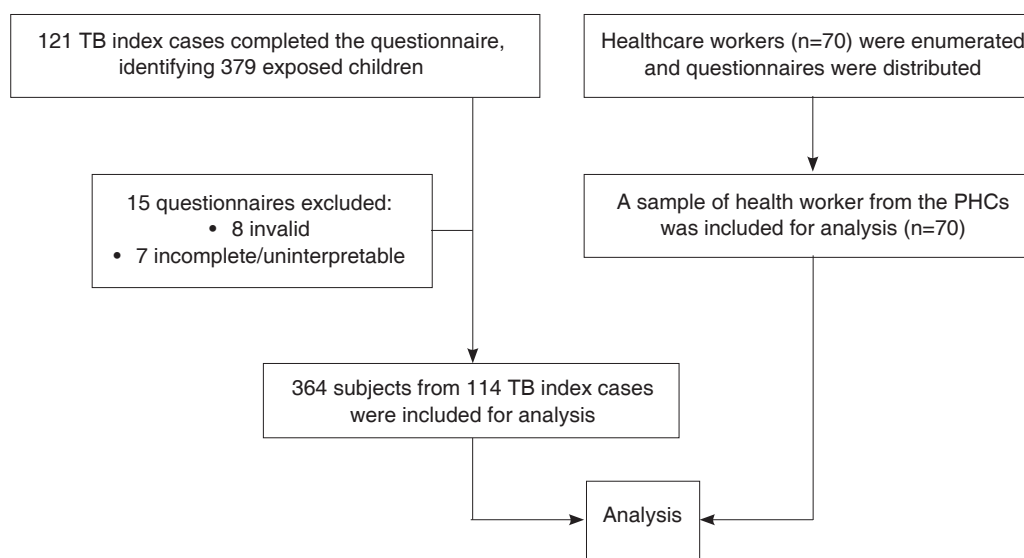 121 TB index cases completed the questionnaire,
identifying 379 exposed children
Healthcare workers (n=70) were enumerated
and questionnaires were distributed
15 questionnaires excluded:
• 8 invalid
• 7 incomplete/uninterpretable
A sample of health worker from the PHCs
was included for analysis (n=70)
364 subjects from 114 TB index cases
were included for analysis
Analysis